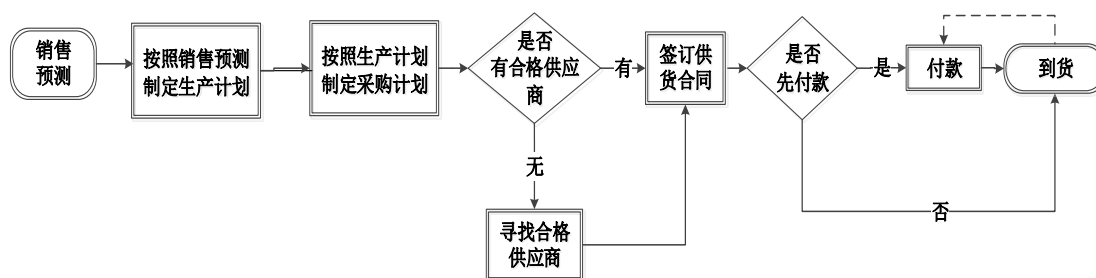 销售
预测
按照销售预测
制定生产计划
按照生产计划
制定采购计划
是否
有合格供应
商
有
无
寻找合格
供应商
签订供
货合同
是否
先付款
是
否
付款
到货